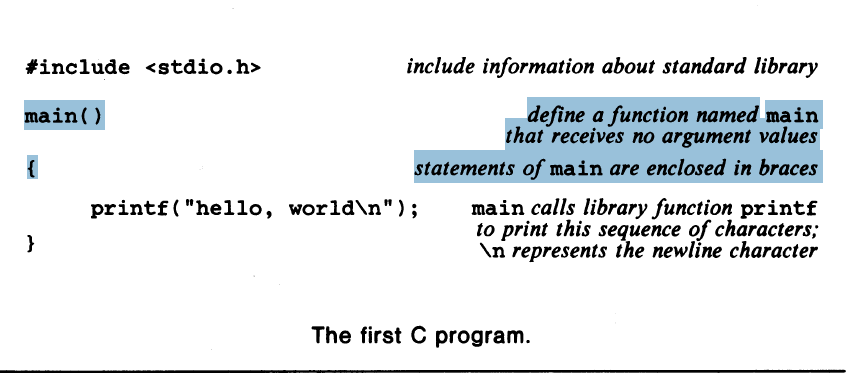 #include <stdio.h> include information about standard library
main() define a function named main
that receives no argument values
{ statements of main are enclosed in braces
printf("hello, world\n"); main calls library function printf
to print this sequence of characters;
} \n represents the newline character
The first C program.